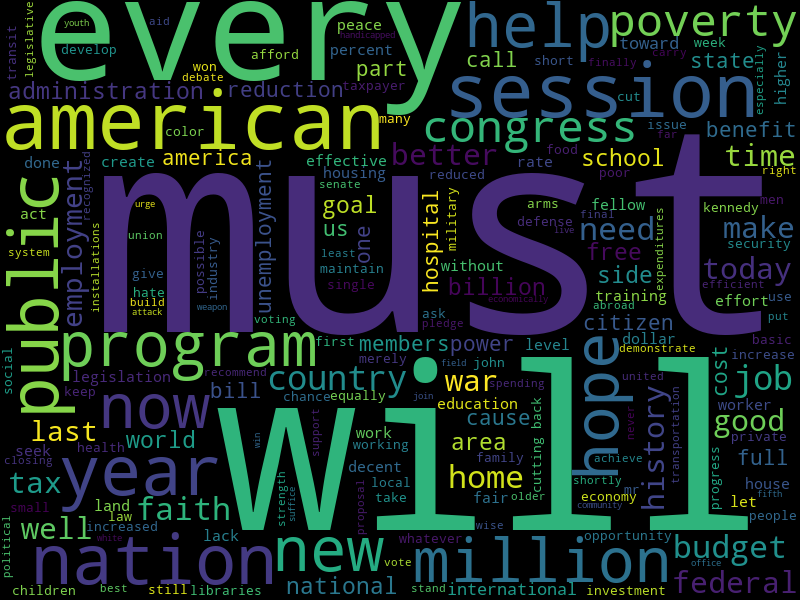 every
help
poverty
youth
handicapped
transit
legislative
develop
aid
afford
peace
percent
part
won
debate
call
toward
short
finally
week
carry
state
especially
higher
administration
reduction
taxpayer
session
cut
american
many
color
congress
issue
far
benefit
done
recognized
create
america
effective
housing
senate
reduced
better
rate
food
poor
school
time
right
public
employment
act
system
installations
urge
union
hate
give
build
attack
possible
industry
weapon
unemployment
must
goal
us
least
maintain
single
one
hospital
military
without
billion
ask
pledge
economically
arms
defense
final
live
fellow
need
free
side
training
abroad
expenditures
kennedy
men
make
security
today
efficient
effort
use
put
citizen
dollar
basic
voting
first
members
power
level
demonstrate
increase
program
merely
john
social
legislation
recommend
country
field
spending
war
education
hope
united
cost
job
keep
now
bill
chance
equally
join
cause
never
transportation
worker
last
world
will
work
working
area
cutting back
achieve
history
good
private
health
seek
closing
year
faith
win
support
decent
family
home
fair
economy
shortly
mr
progress
full
tax
land
small
law
increased
well
lack
strength
suffice
local
take
proposal
older
community
let
house
fifth
people
political
white
new
whatever
wise
opportunity
budget
nation
vote
million
office
children
best
still
libraries
national
stand
international
investment
federal